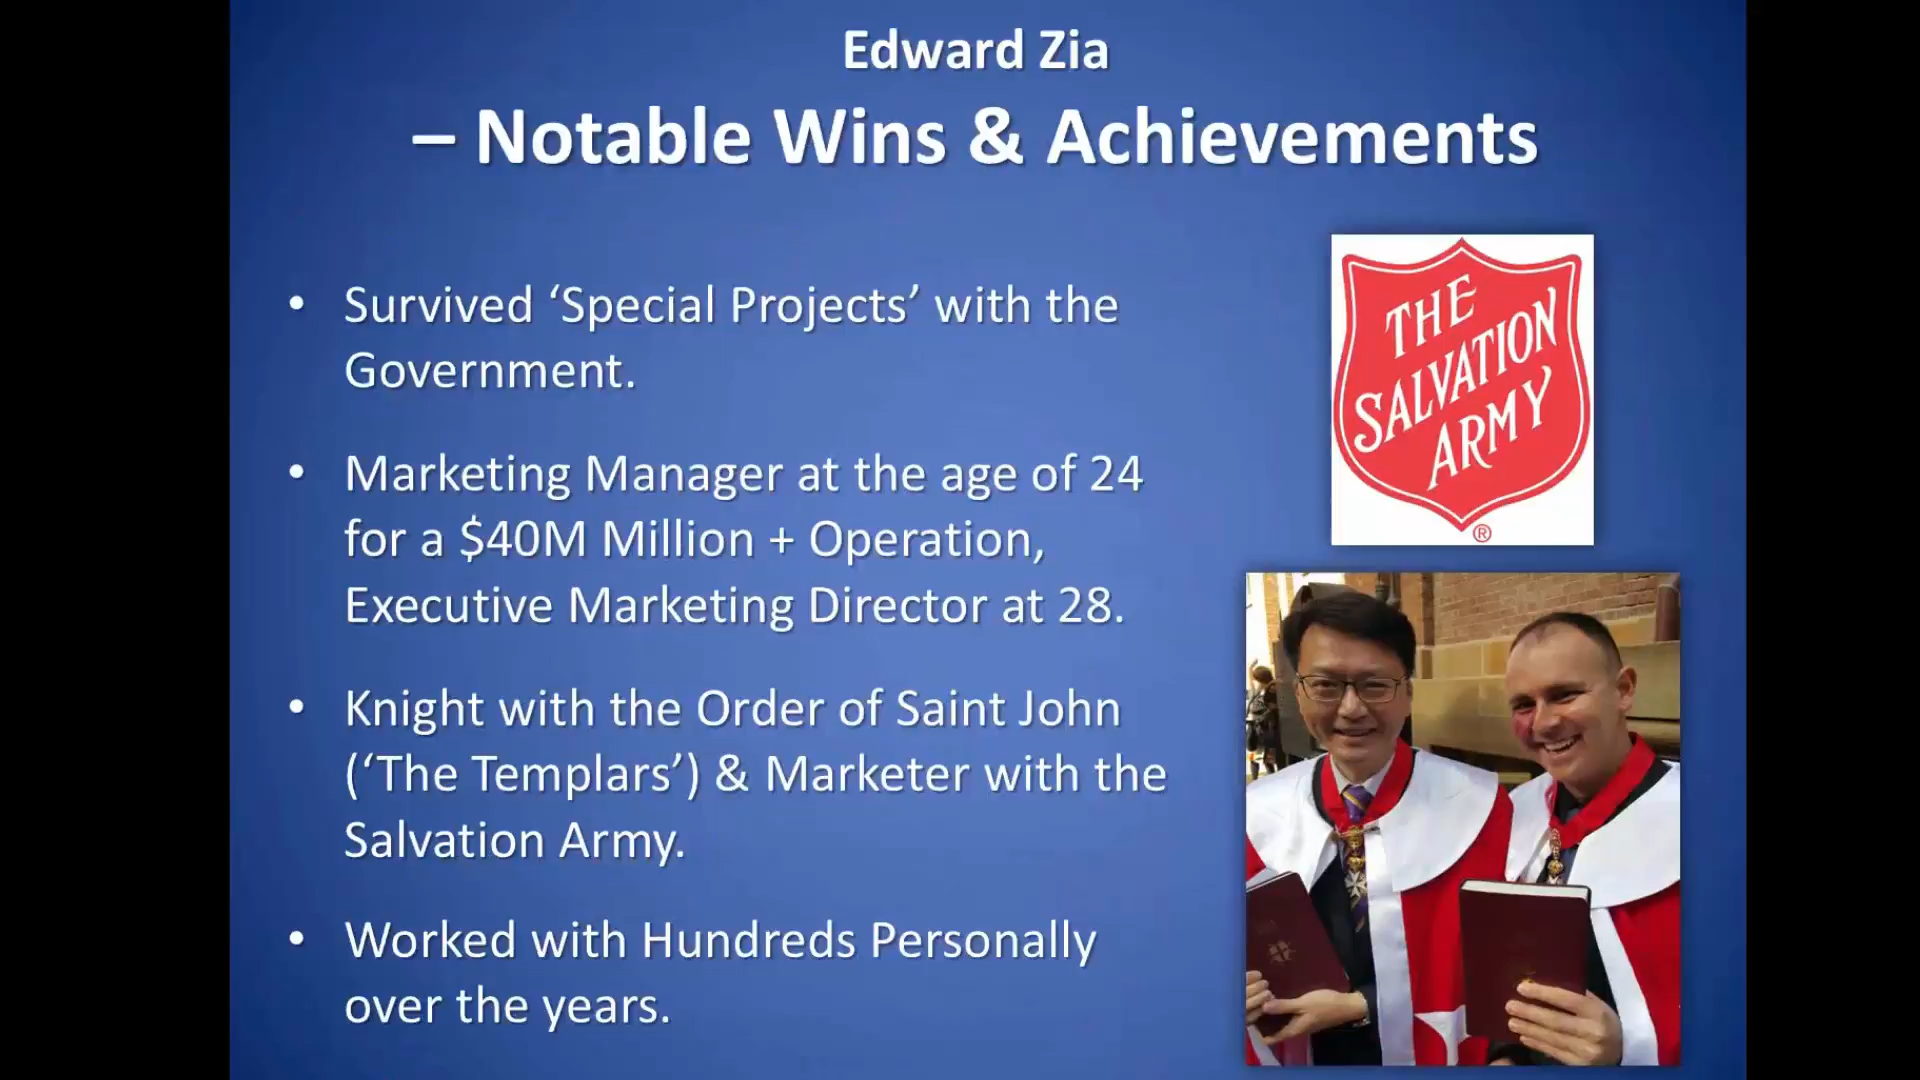 Edward Zia
– Notable Wins & Achievements
• Survived ‘Special Projects’ with the
Government.
• Marketing Manager at the age of 24
for a $40M Million + Operation,
Executive Marketing Director at 28.
• Knight with the Order of Saint John
(‘The Templars’) & Marketer with the
Salvation Army.
• Worked with Hundreds Personally
over the years.
THE
SALVATION
ARMY
®